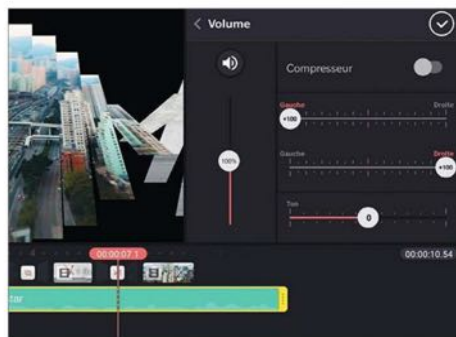 Volume
Compresseur
Gauche Droite
+100
Gauche Droite
+100
100%
Ton
0
00:00:07.1 00:00:10.54
tar